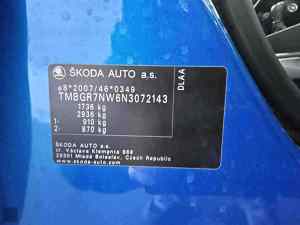 ŠKODA AUTO a.s.
e8*2007/46*0349
TMBGR7NW6N3072143
1736 kg
2936 kg
1- 910 kg
2- 870 kg
DLAA
ŠKODA AUTO a.s.
tř. Václava Klementa 869
29301 Mladá Boleslav, Czech Republic
www.skoda-auto.com